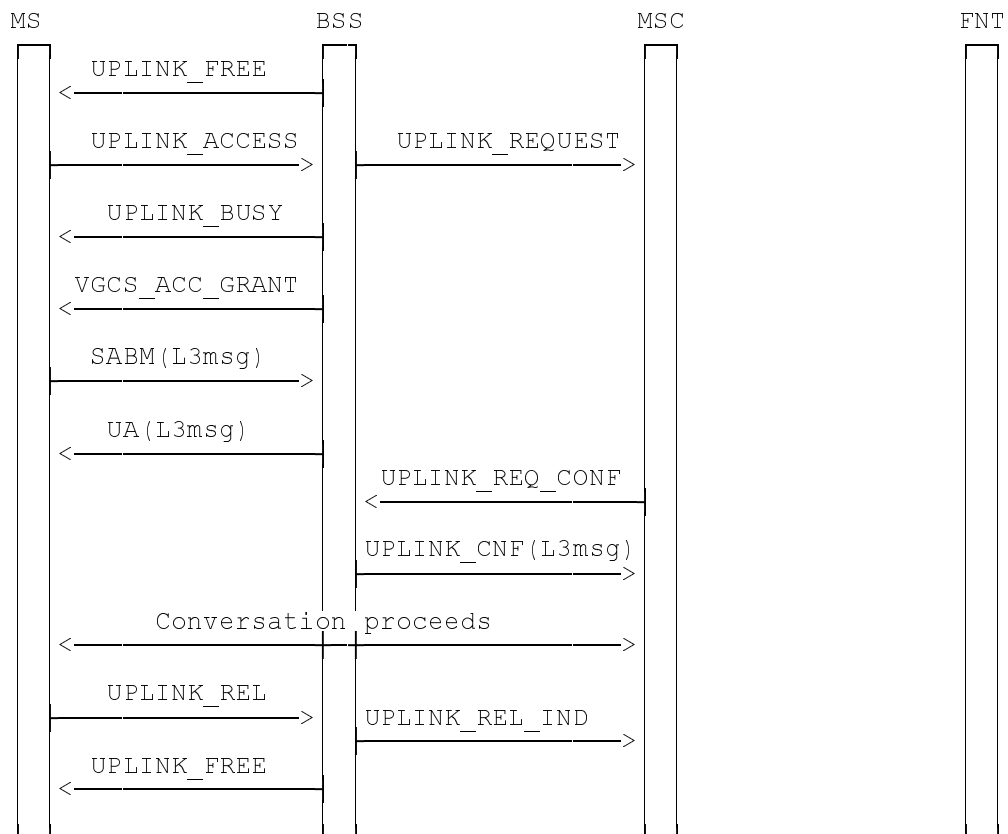 MS BSS MSC FNT
UPLINK_FREE
UPLINK_ACCESS UPLINK_REQUEST
UPLINK_BUSY
VGCS_ACC_GRANT
SABM(L3msg)
UA(L3msg)
UPLINK_REQ_CONF
UPLINK_CNF(L3msg)
Conversation proceeds
UPLINK_REL
UPLINK_REL_IND
UPLINK_FREE